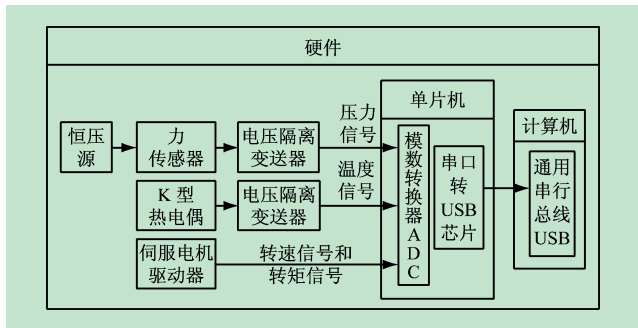 硬件
恒压
源
力
传感器
电压隔离
变送器
压力
信号
K 型
热电偶
电压隔离
变送器
温度
信号
伺服电机
驱动器
转速信号和
转矩信号
单片机
模
数
转
换
器
A
D
C
串口
转
USB
芯片
计算机
通用
串行
总线
USB